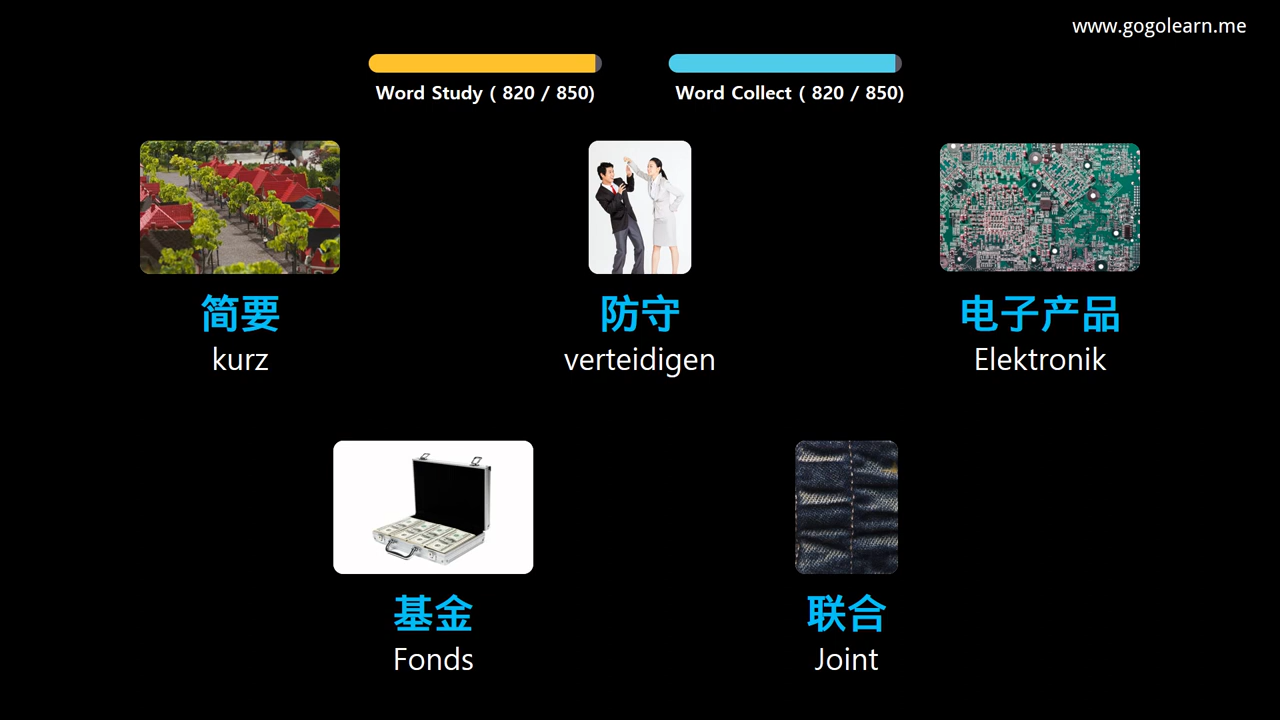 www.gogolearn.me
Word Study ( 820 / 850)
Word Collect ( 820 / 850)
简要
kurz
防守
verteidigen
电子产品
Elektronik
基金
Fonds
联合
Joint